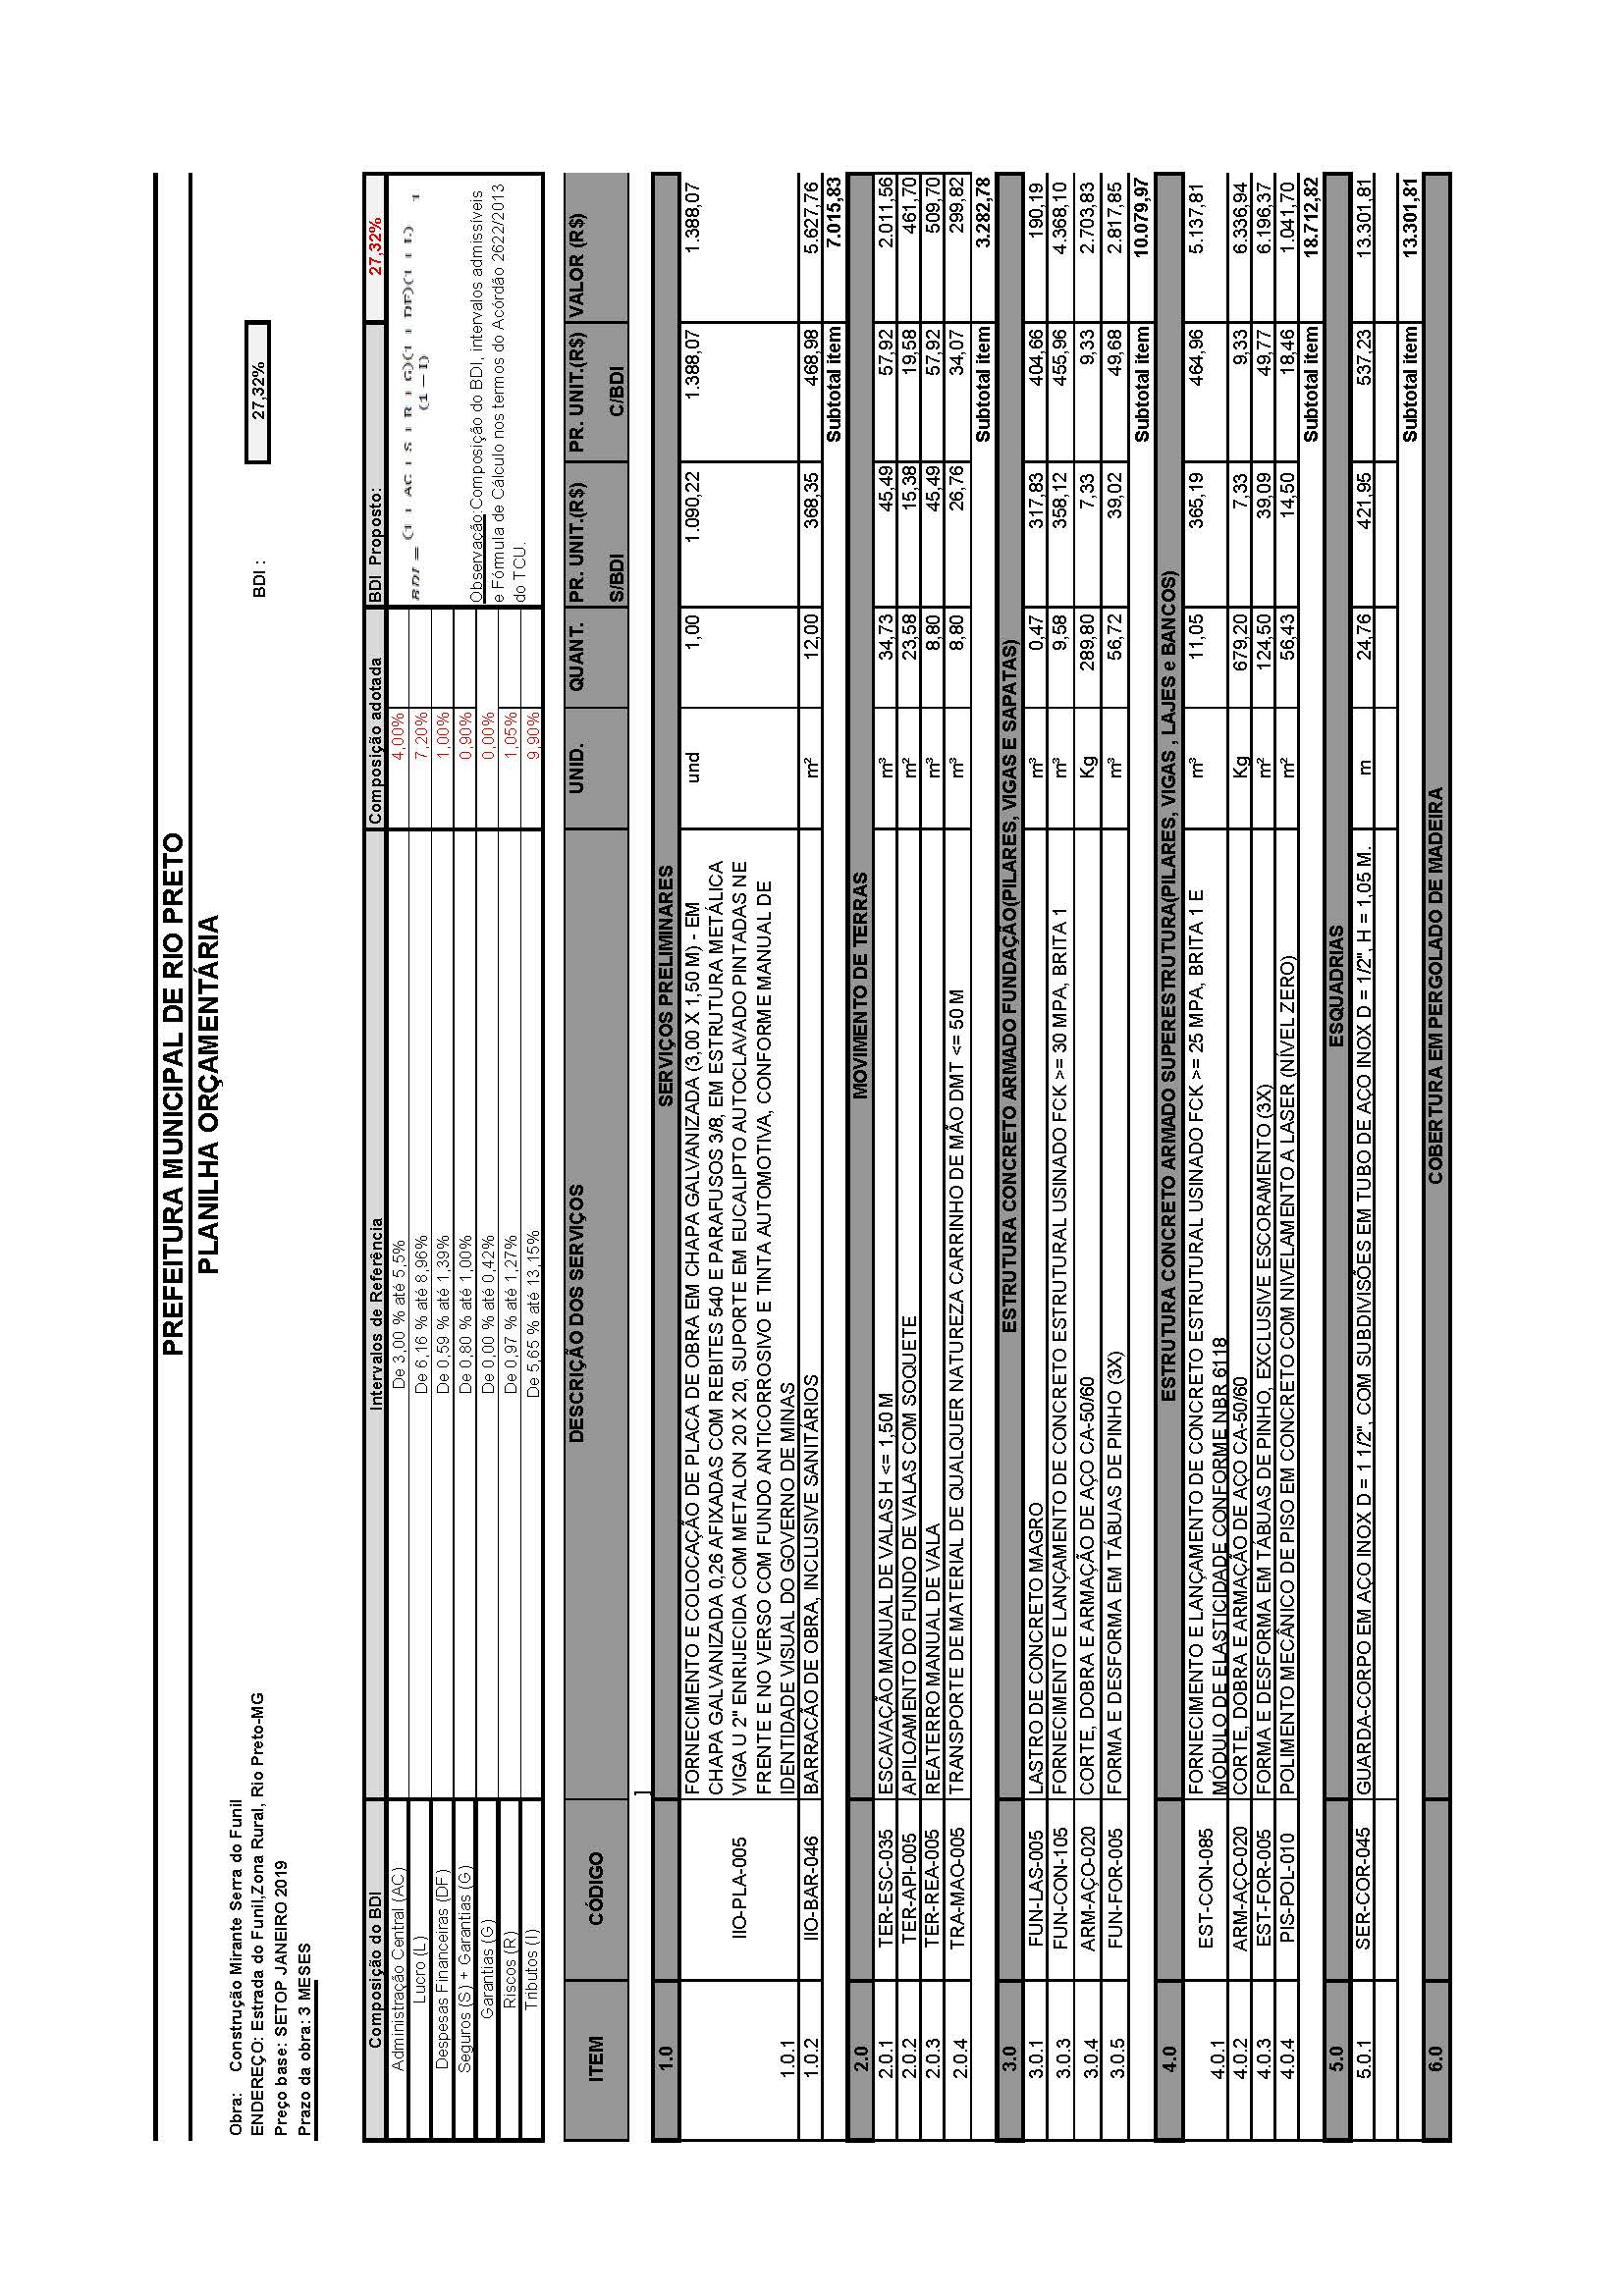 PREFEITURA MUNICIPAL DE RIO PRETO
PLANILHA ORÇAMENTÁRIA
Obra: Construção Mirante Serra do Funil
ENDEREÇO: Estrada do Funil,Zona Rural, Rio Preto-MG BDI : 27,32%
Preço base: SETOP JANEIRO 2019
Prazo da obra: 3 MESES
Composição do BDI Intervalos de Referência Composição adotada BDI Proposto: 27,32%
Administração Central (AC) De 3,00 % até 5,5% 4,00%
Lucro (L) De 6,16 % até 8,96% 7,20%
Despesas Financeiras (DF) De 0,59 % até 1,39% 1,00%
Seguros (S) + Garantias (G) De 0,80 % até 1,00% 0,90%
Garantias (G) De 0,00 % até 0,42% 0,00%
Riscos (R) De 0,97 % até 1,27% 1,05%
Tributos (I) De 5,65 % até 13,15% 9,90%
Observação:Composição do BDI, intervalos admissíveis
e Fórmula de Cálculo nos termos do Acórdão 2622/2013
do TCU.
ITEM CÓDIGO DESCRIÇÃO DOS SERVIÇOS UNID. QUANT. PR. UNIT.(R$) S/BDI PR. UNIT.(R$) C/BDI VALOR (R$)
]
1.0 SERVIÇOS PRELIMINARES
1.0.1 IIO-PLA-005 FORNECIMENTO E COLOCAÇÃO DE PLACA DE OBRA EM CHAPA GALVANIZADA (3,00 X 1,50 M) - EM und 1,00 1.090,22 1.388,07 1.388,07
CHAPA GALVANIZADA 0,26 AFIXADAS COM REBITES 540 E PARAFUSOS 3/8, EM ESTRUTURA METÁLICA
VIGA U 2" ENRIJECIDA COM METALON 20 X 20, SUPORTE EM EUCALIPTO AUTOCLAVADO PINTADAS NE
FRENTE E NO VERSO COM FUNDO ANTICORROSIVO E TINTA AUTOMOTIVA, CONFORME MANUAL DE
IDENTIDADE VISUAL DO GOVERNO DE MINAS
1.0.2 IIO-BAR-046 BARRACÃO DE OBRA, INCLUSIVE SANITÁRIOS m² 12,00 368,35 468,98 5.627,76
Subtotal item 7.015,83
2.0 MOVIMENTO DE TERRAS
2.0.1 TER-ESC-035 ESCAVAÇÃO MANUAL DE VALAS H <= 1,50 M m³ 34,73 45,49 57,92 2.011,56
2.0.2 TER-API-005 APILOAMENTO DO FUNDO DE VALAS COM SOQUETE m² 23,58 15,38 19,58 461,70
2.0.3 TER-REA-005 REATERRO MANUAL DE VALA m³ 8,80 45,49 57,92 509,70
2.0.4 TRA-MAO-005 TRANSPORTE DE MATERIAL DE QUALQUER NATUREZA CARRINHO DE MÃO DMT <= 50 M m³ 8,80 26,76 34,07 299,82
Subtotal item 3.282,78
3.0 ESTRUTURA CONCRETO ARMADO FUNDAÇÃO(PILARES, VIGAS E SAPATAS)
3.0.1 FUN-LAS-005 LASTRO DE CONCRETO MAGRO m³ 0,47 317,83 404,66 190,19
3.0.3 FUN-CON-105 FORNECIMENTO E LANÇAMENTO DE CONCRETO ESTRUTURAL USINADO FCK >= 30 MPA, BRITA 1 m³ 9,58 358,12 455,96 4.368,10
3.0.4 ARM-AÇO-020 CORTE, DOBRA E ARMAÇÃO DE AÇO CA-50/60 Kg 289,80 7,33 9,33 2.703,83
3.0.5 FUN-FOR-005 FORMA E DESFORMA EM TÁBUAS DE PINHO (3X) m² 56,72 39,02 49,68 2.817,85
Subtotal item 10.079,97
4.0 ESTRUTURA CONCRETO ARMADO SUPERESTRUTURA(PILARES, VIGAS , LAJES e BANCOS)
4.0.1 EST-CON-085 FORNECIMENTO E LANÇAMENTO DE CONCRETO ESTRUTURAL USINADO FCK >= 25 MPA, BRITA 1 E m³ 11,05 365,19 464,96 5.137,81
MÓDULO DE ELASTICIDADE CONFORME NBR 6118
4.0.2 ARM-AÇO-020 CORTE, DOBRA E ARMAÇÃO DE AÇO CA-50/60 Kg 679,20 7,33 9,33 6.336,94
4.0.3 EST-FOR-005 FORMA E DESFORMA EM TÁBUAS DE PINHO, EXCLUSIVE ESCORAMENTO (3X) m² 124,50 39,09 49,77 6.196,37
4.0.4 PIS-POL-010 POLIMENTO MECÂNICO DE PISO EM CONCRETO COM NIVELAMENTO A LASER (NÍVEL ZERO) m² 56,43 14,50 18,46 1.041,70
Subtotal item 18.712,82
5.0 ESQUADRIAS
5.0.1 SER-COR-045 GUARDA-CORPO EM AÇO INOX D = 1 1/2", COM SUBDIVISÕES EM TUBO DE AÇO INOX D = 1/2", H = 1,05 M. m 24,76 421,95 537,23 13.301,81
Subtotal item 13.301,81
6.0 COBERTURA EM PERGOLADO DE MADEIRA